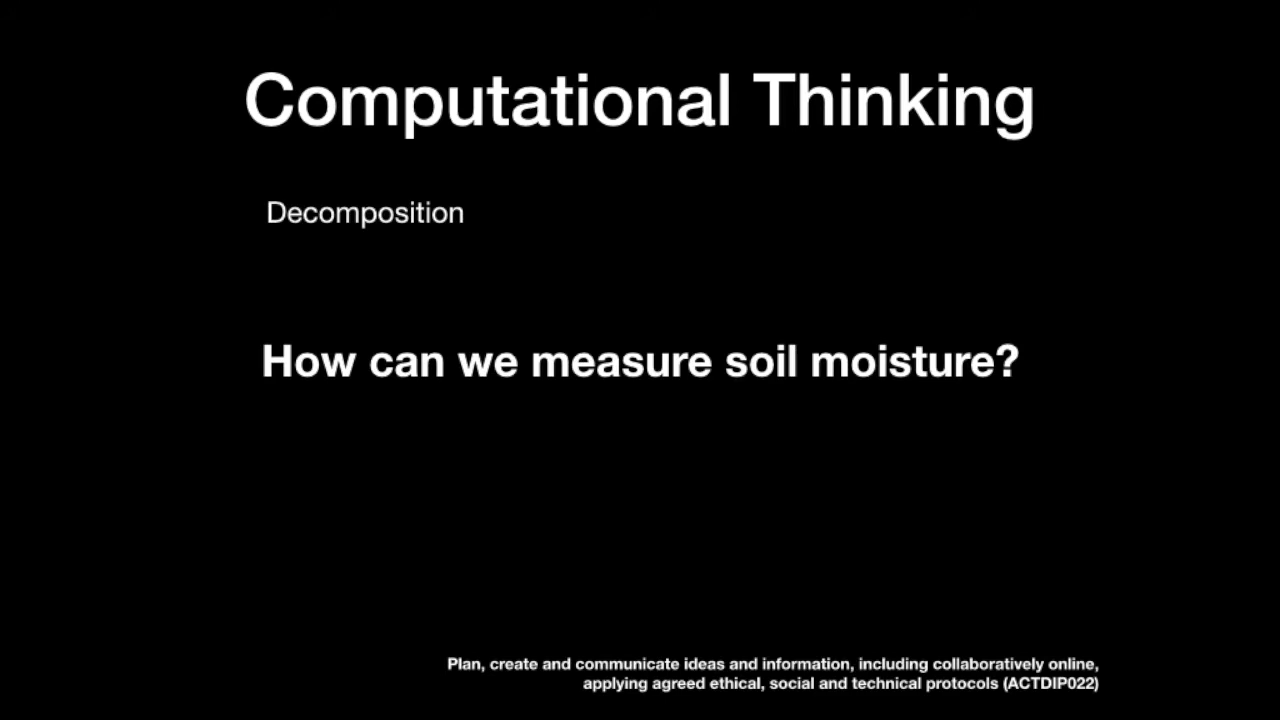 Computational Thinking
Decomposition
How can we measure soil moisture?
Plan, create and communicate ideas and information, including collaboratively online,
applying agreed ethical, social and technical protocols (ACTDIP022)